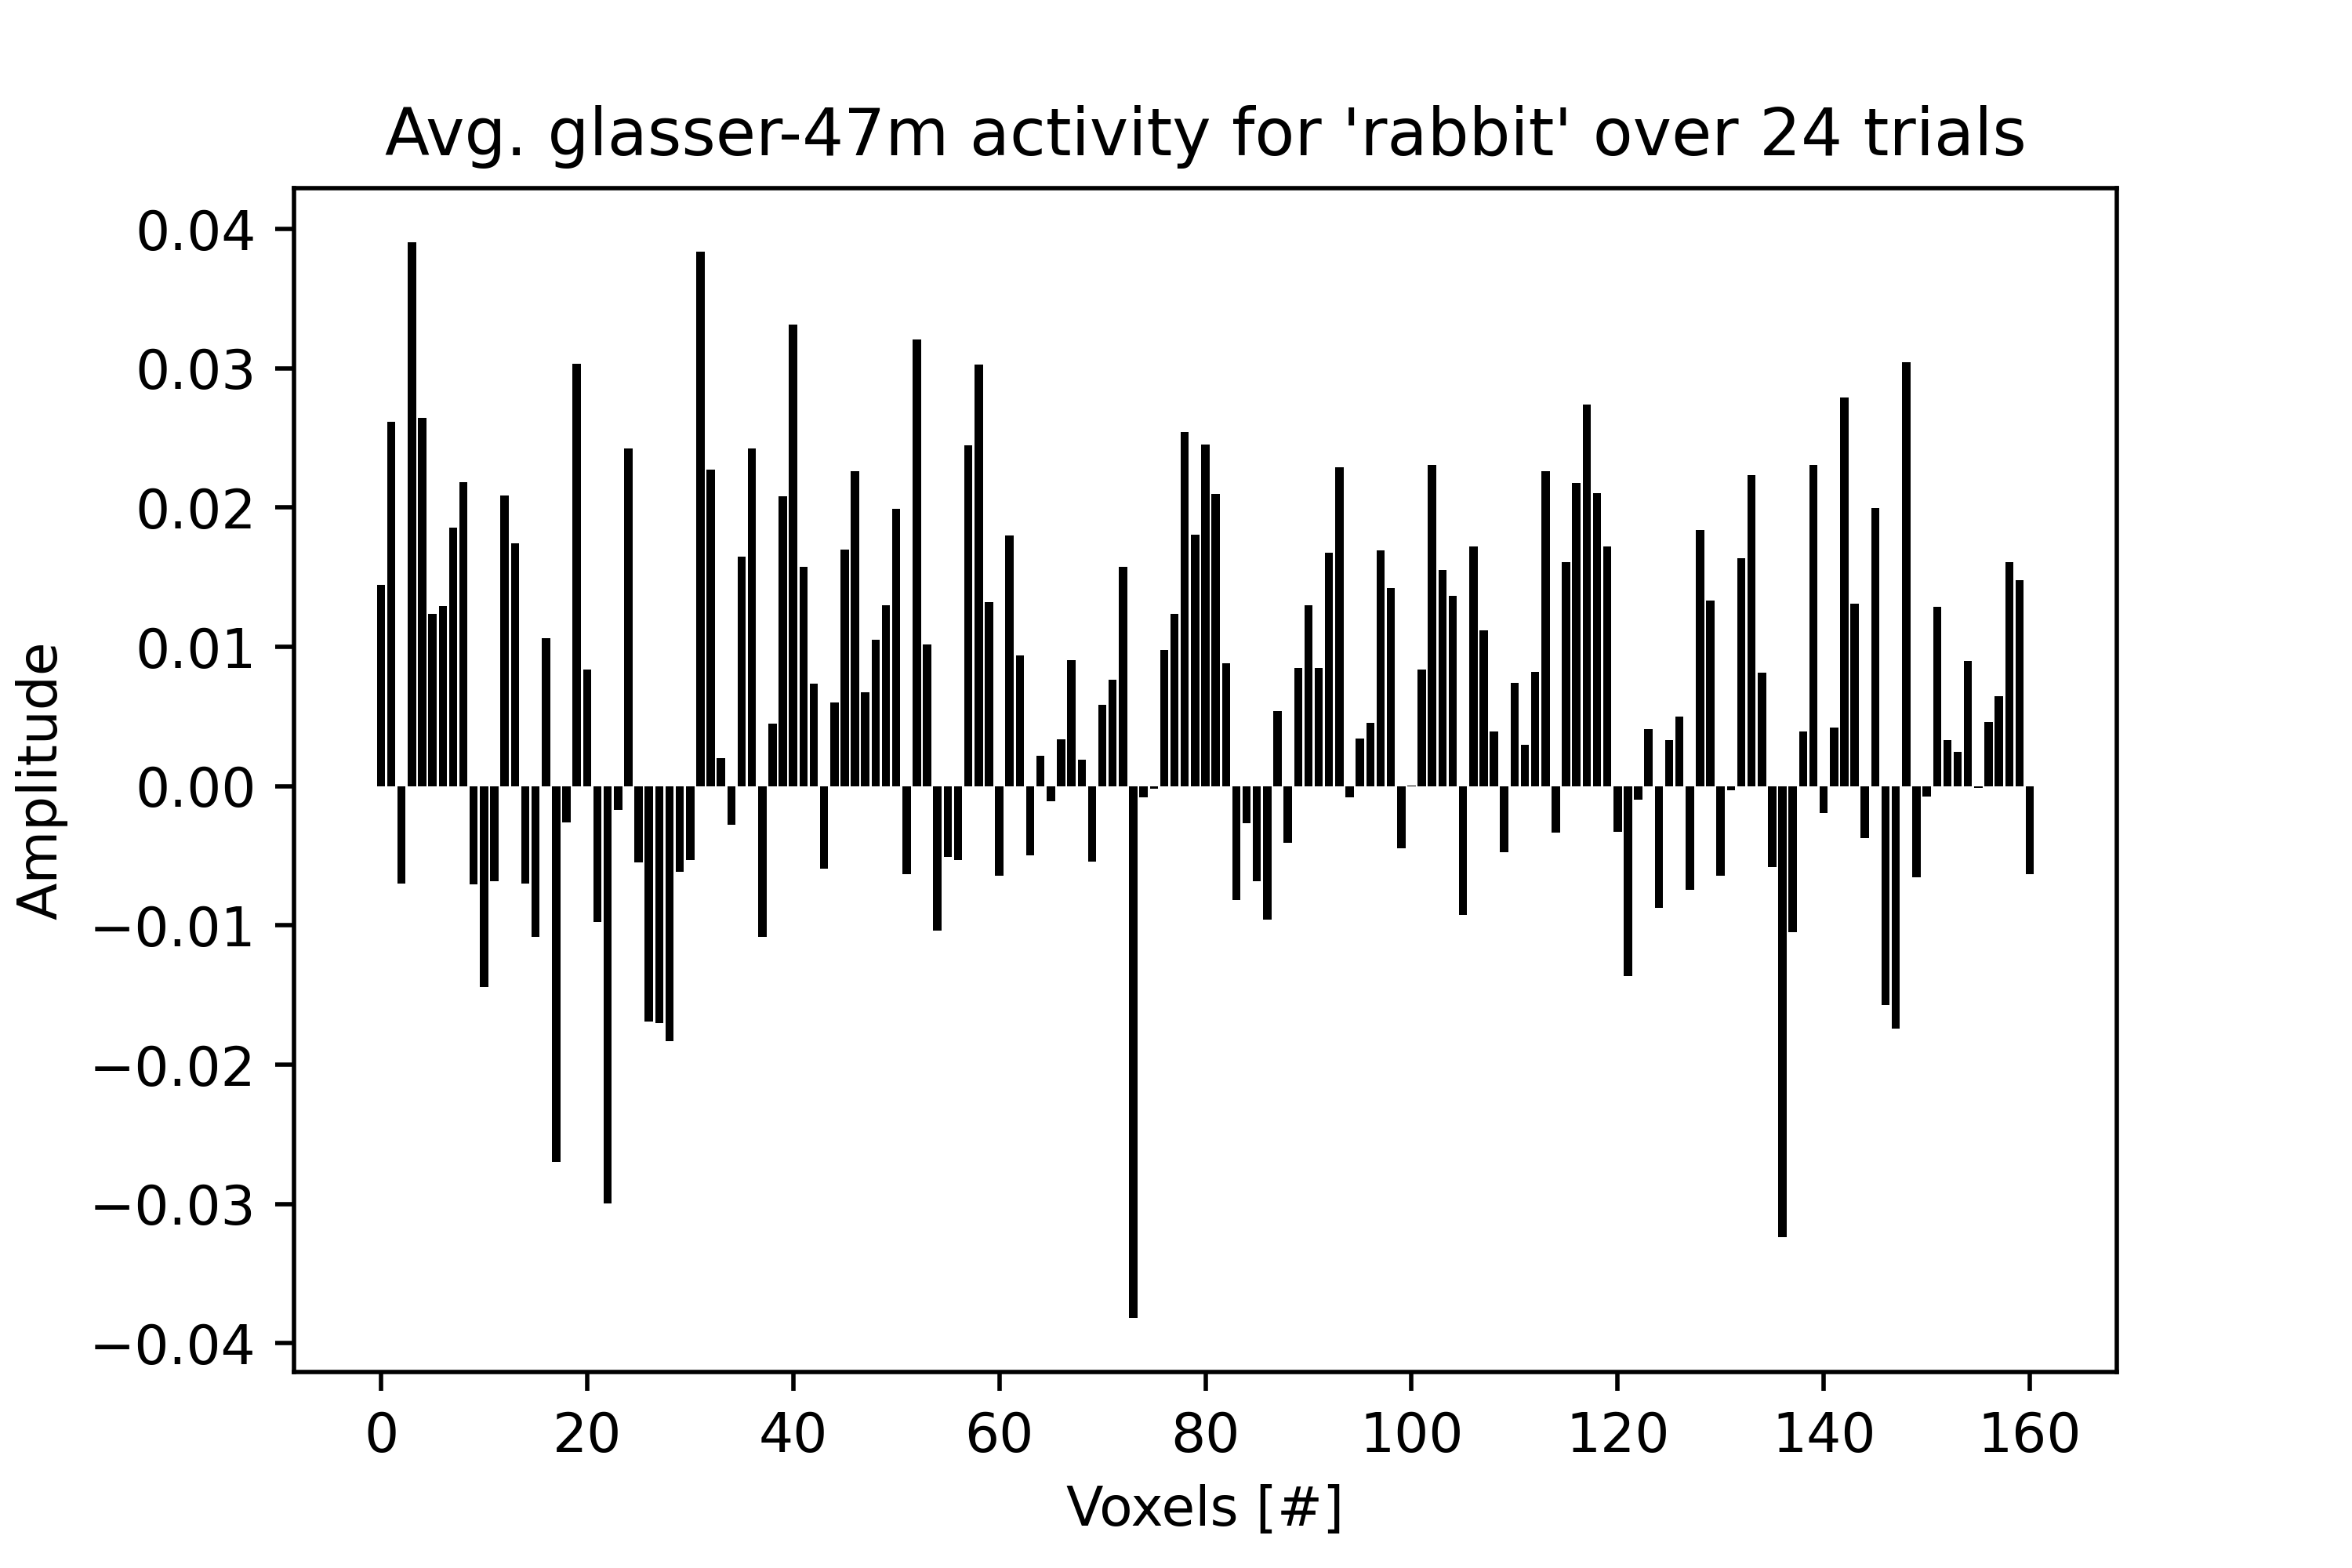 Avg. glasser-47m activity for 'rabbit' over 24 trials
0.04
0.03
0.02
0.01
0.00
−0.01
−0.02
−0.03
−0.04
Amplitude
0 20 40 60 80 100 120 140 160
Voxels [#]